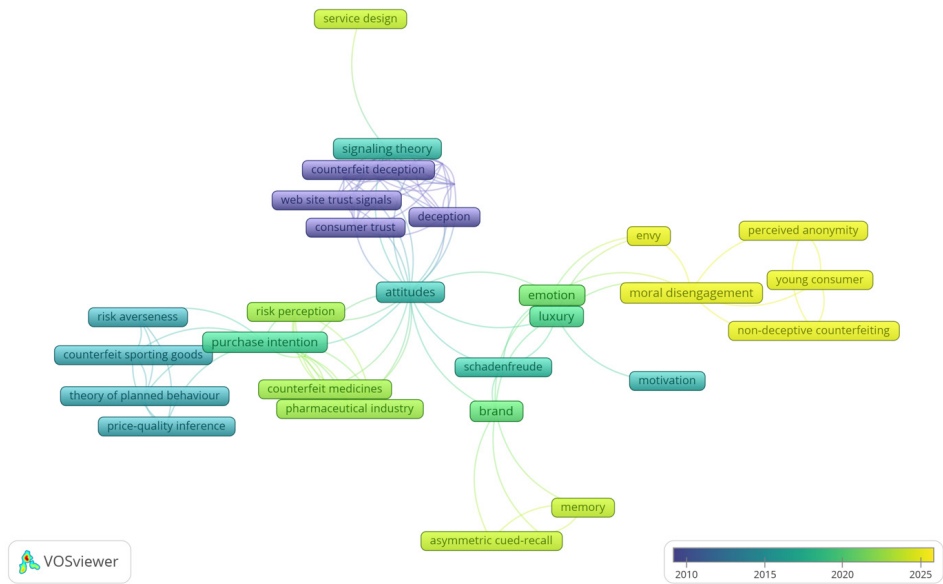 service design
signaling theory
counterfeit deception
web site trust signals
deception
consumer trust
envy
perceived anonymity
young consumer
attitudes
emotion
moral disengagement
luxury
non-deceptive counterfeiting
risk perception
risk averseness
purchase intention
counterfeit sporting goods
schadenfreude
motivation
counterfeit medicines
theory of planned behaviour
pharmaceutical industry
brand
price-quality inference
memory
asymmetric cued-recall
VOSviewer
2010 2015 2020 2025